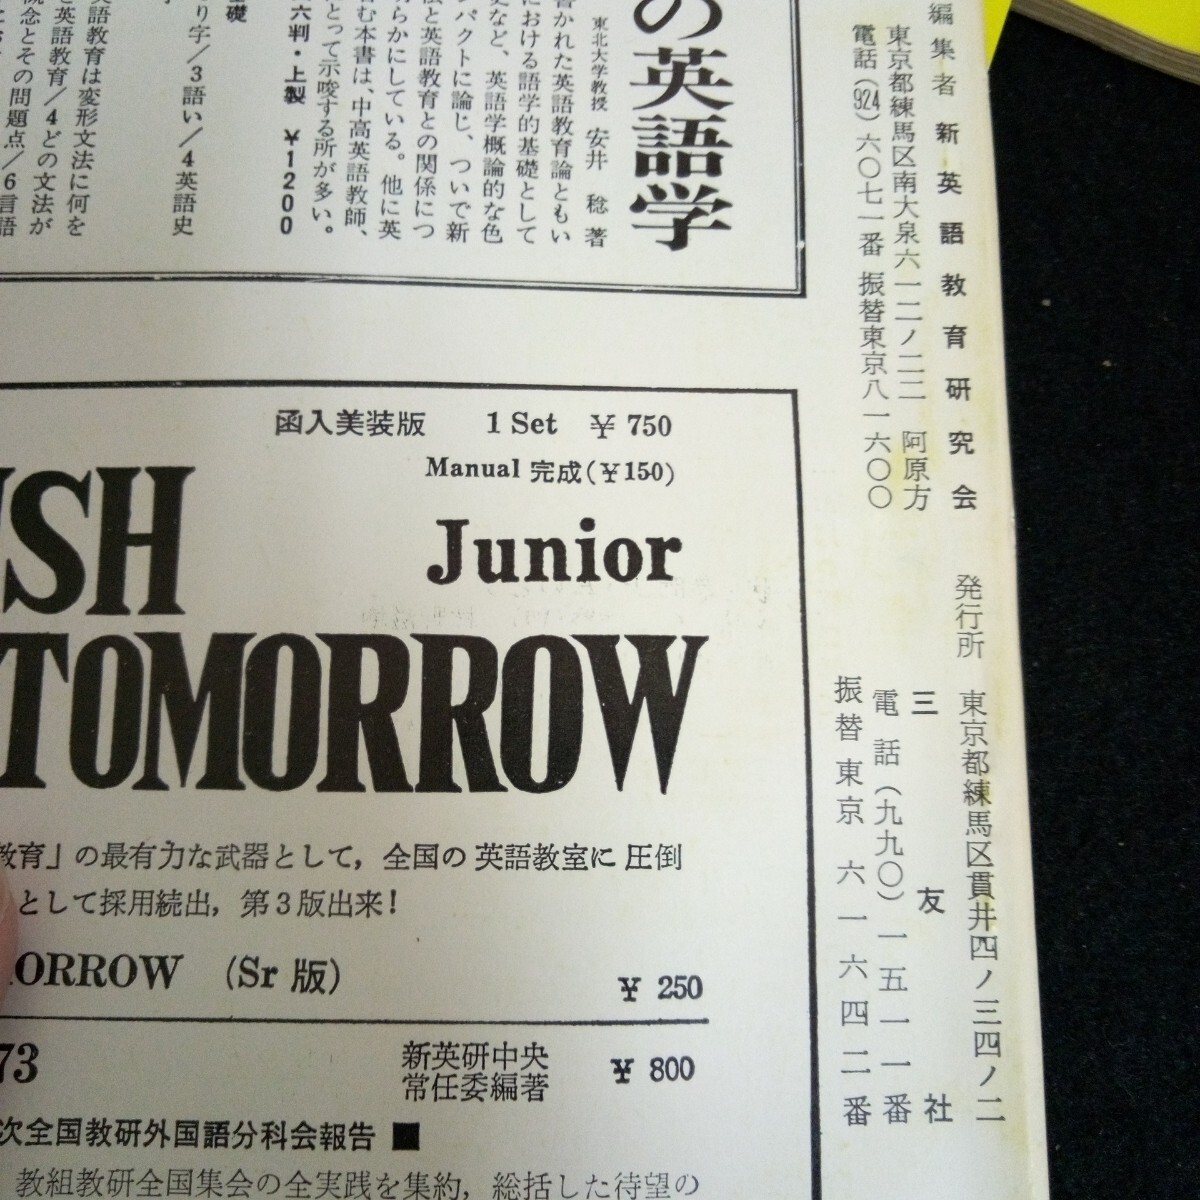 編集者 新英語教育研究会
東京都練馬区南大泉六ー二ノ二二 阿原方
電話(924)六〇七一番 振替東京八一六〇〇
発行所
東京都練馬区貫井四ノ三四ノ二
三友社
電話(九九〇)一五一一番
振替東京 六一六四二番
の英語学
東北大学教授 安井 稔 著
書かれた英語教育論ともい
における語学的基礎として
など、英語学概論的な色
パクトに論じ、ついで新
法と英語教育との関係につ
明らかにしている。他に英
む本書は、中高英語教師、
とって示唆する所が多い。
六判・上製 ¥1200
基礎
り字/3語い/4英語史
英語教育は変形文法に何を
と英語教育/4どの文法が
概念とその問題点/6言語
函入美装版 1 Set ¥ 750
Manual 完成(¥150)
ISH Junior
TOMORROW
教育」の最有力な武器として,全国の英語教室に圧倒
として採用続出,第3版出来!
ORROW (Sr 版) ¥ 250
73 新英研中央
常任委編著 ¥ 800
次全国教研外国語分科会報告 ■
教組教研全国集会の全実践を集約,総括した待望の